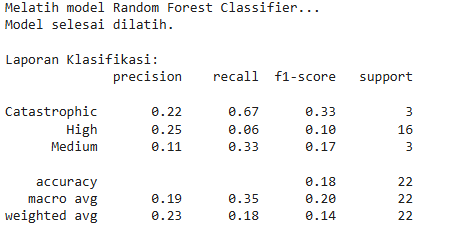 Melatih model Random Forest Classifier...
Model selesai dilatih.

Laporan Klasifikasi:
              precision    recall  f1-score   support

Catastrophic       0.22      0.67      0.33         3
        High       0.25      0.06      0.10        16
      Medium       0.11      0.33      0.17         3

    accuracy                           0.18        22
   macro avg       0.19      0.35      0.20        22
weighted avg       0.23      0.18      0.14        22